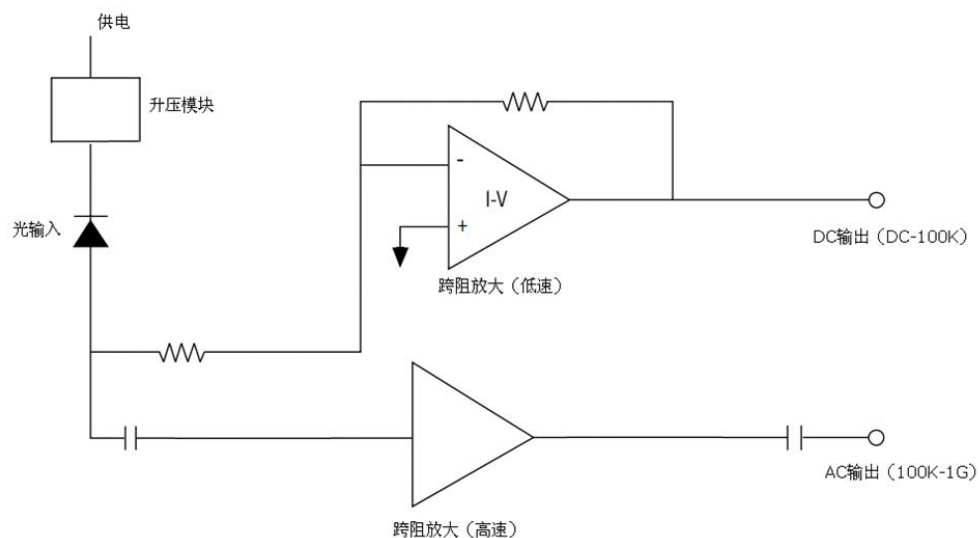 供电
升压模块
光输入
-
I-V
+
跨阻放大（低速）
DC输出（DC-100K）
跨阻放大（高速）
AC输出（100K-1G）